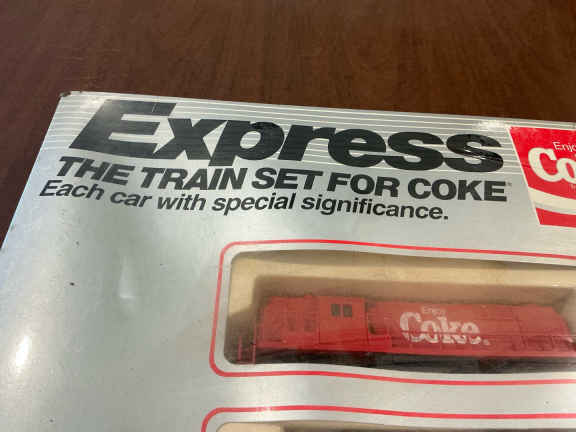 Express
THE TRAIN SET FOR COKE
Each car with special significance.
Enjoy
Coke